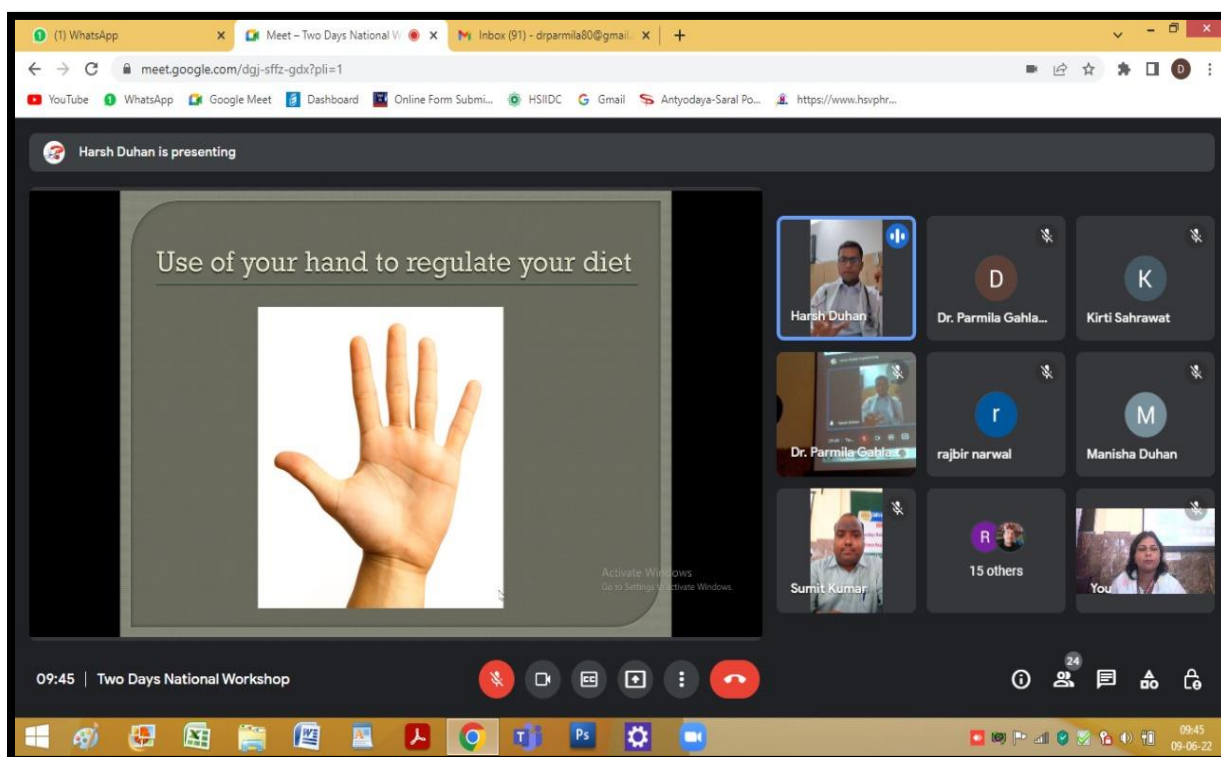 (1) WhatsApp
Meet – Two Days National W
Inbox (91) - drparmila80@gmail.
meet.google.com/dgj-sffz-gdx?pli=1
D
YouTube WhatsApp Google Meet Dashboard Online Form Submi... HSIIDC Gmail Antyodaya-Saral Po... https://www.hsvphr...
Harsh Duhan is presenting
Use of your hand to regulate your diet
Activate Windows
Go to Settings to activate Windows.
Harsh Duhan
D
Dr. Parmila Gahla...
K
Kirti Sahrawat
Dr. Parmila Gahla...
r
rajbir narwal
M
Manisha Duhan
Sumit Kumar
R
15 others
You
09:45 | Two Days National Workshop
24
Ps
09:45
09-06-22